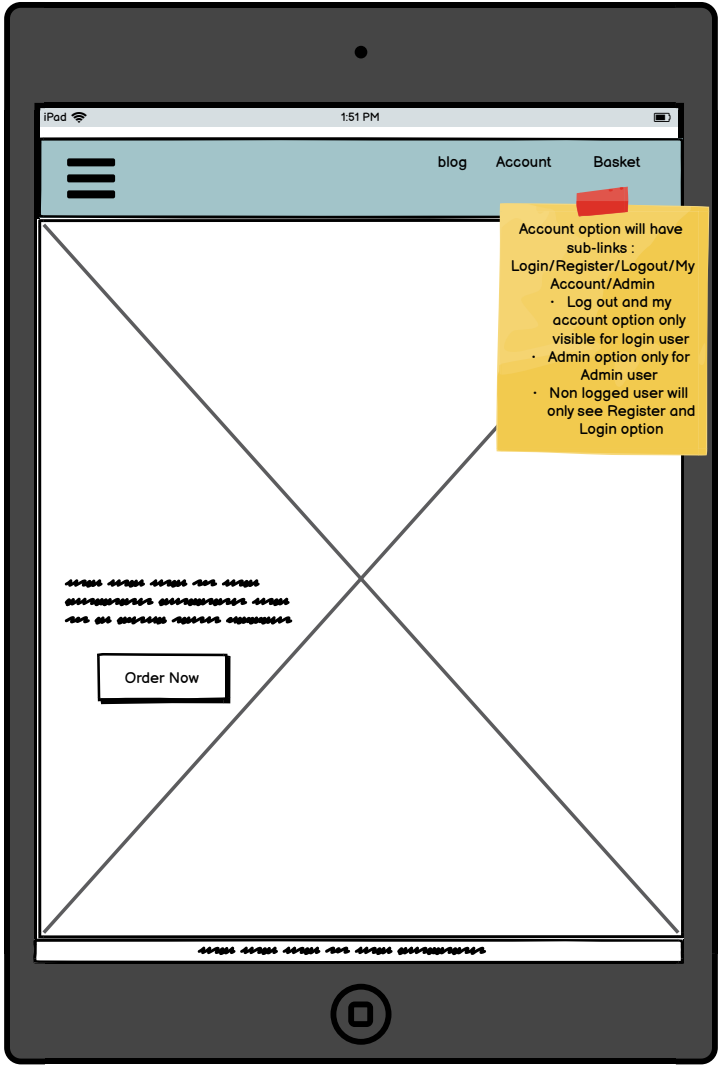 iPad 1:51 PM
blog Account Basket
Account option will have
sub-links :
Login/Register/Logout/My
Account/Admin
· Log out and my
account option only
visible for login user
· Admin option only for
Admin user
· Non logged user will
only see Register and
Login option
Order Now